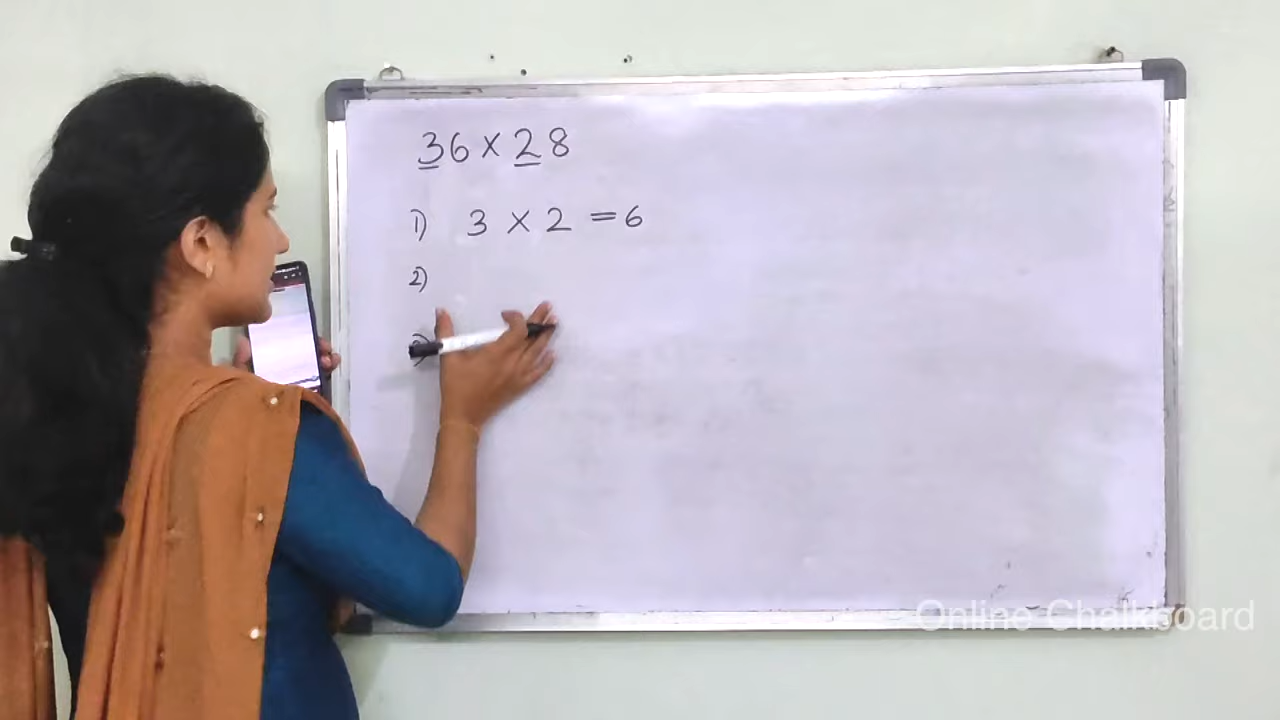 36 × 28
1) 3 × 2 = 6
2)
Online Chalkboard